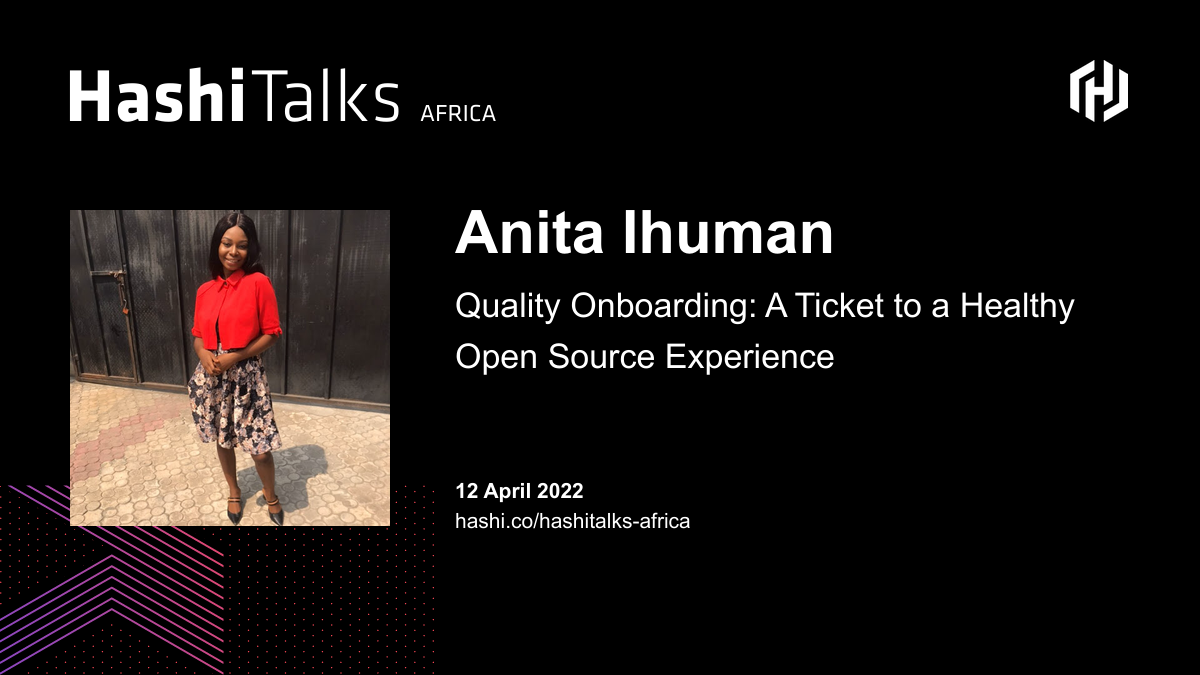 HashiTalks AFRICA
Anita Ihuman
Quality Onboarding: A Ticket to a Healthy
Open Source Experience
12 April 2022
hashi.co/hashitalks-africa